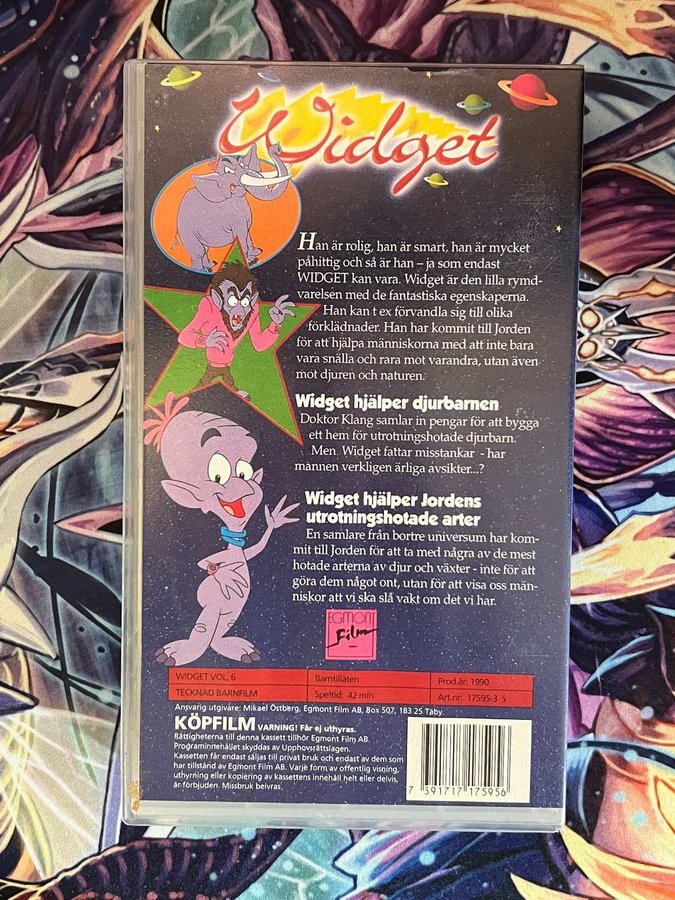 Widget
Han är rolig, han är smart, han är mycket
påhittig och så är han – ja som endast
WIDGET kan vara. Widget är den lilla rymd-
varelsen med de fantastiska egenskaperna.
Han kan t ex förvandla sig till olika
förklädnader. Han har kommit till Jorden
för att hjälpa människorna med att inte bara
vara snälla och rara mot varandra, utan även
mot djuren och naturen.
Widget hjälper djurbarnen
Doktor Klang samlar in pengar för att bygga
ett hem för utrotningshotade djurbarn.
Men Widget fattar misstankar - har
männen verkligen ärliga avsikter...?
Widget hjälper Jordens
utrotningshotade arter
En samlare från bortre universum har kom-
mit till Jorden för att ta med några av de mest
hotade arterna av djur och växter - inte för att
göra dem något ont, utan för att visa oss män-
niskor att vi ska slå vakt om det vi har.
EGMONT
Film
WIDGET VOL. 6 Barntillåten Prod.år: 1990
TECKNAD BARNFILM Speltid: 42 min. Art.nr: 17595-3-S
Ansvarig utgivare: Mikael Östberg, Egmont Film AB, Box 507, 183 25 Täby.
KÖPFILM VARNING! Får ej uthyras.
Rättigheterna till denna kassett tillhör Egmont Film AB.
Programinnehållet skyddas av Upphovsrättslagen.
Kassetten får endast säljas till privat bruk och endast av dem som
har tillstånd av Egmont Film AB. Varje form av offentlig visning,
uthyrning eller kopiering av kassettens innehåll helt eller delvis,
är förbjuden. Missbruk beivras.
7 391717 175956